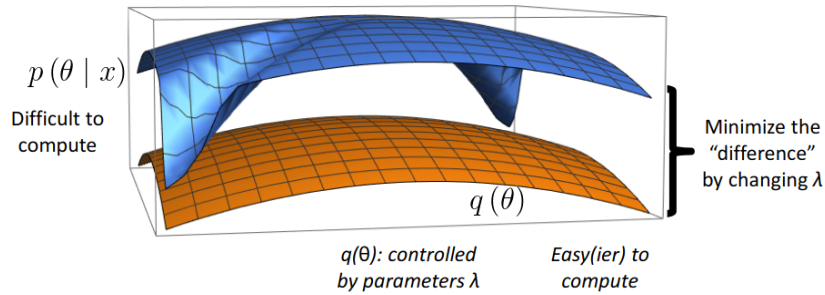 p (θ | x)
Difficult to
compute
Minimize the
“difference”
by changing λ
q (θ)
q(θ): controlled
by parameters λ
Easy(ier) to
compute